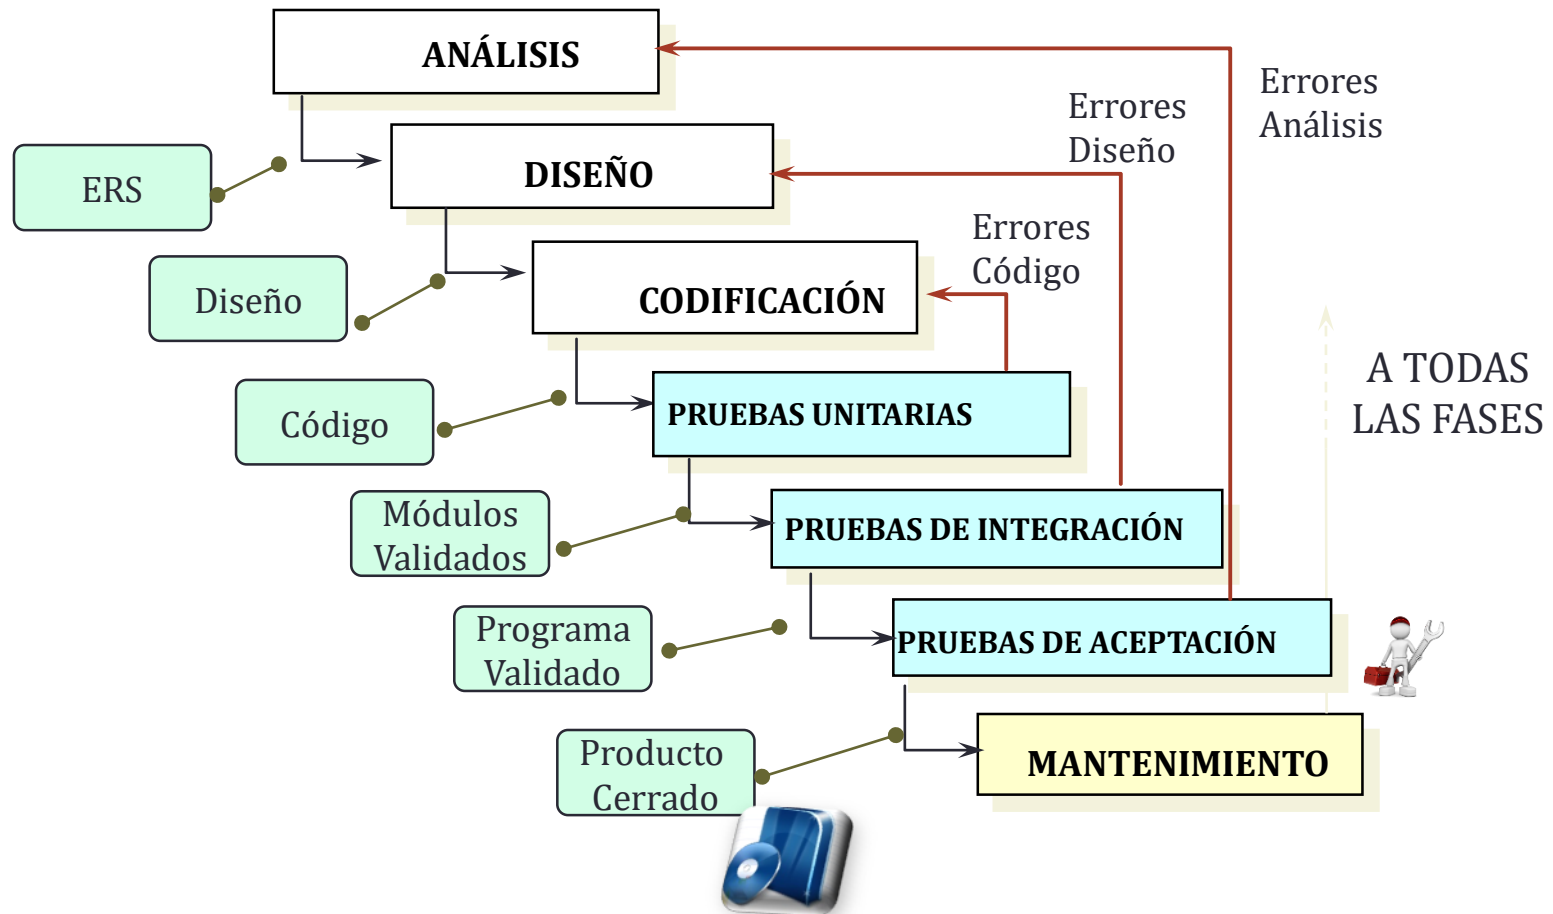 ANÁLISIS
Errores
Análisis
Errores
Diseño
DISEÑO
ERS
Errores
Código
CODIFICACIÓN
Diseño
A TODAS
LAS FASES
PRUEBAS UNITARIAS
Código
Módulos
Validados
PRUEBAS DE INTEGRACIÓN
Programa
Validado
PRUEBAS DE ACEPTACIÓN
Producto
Cerrado
MANTENIMIENTO